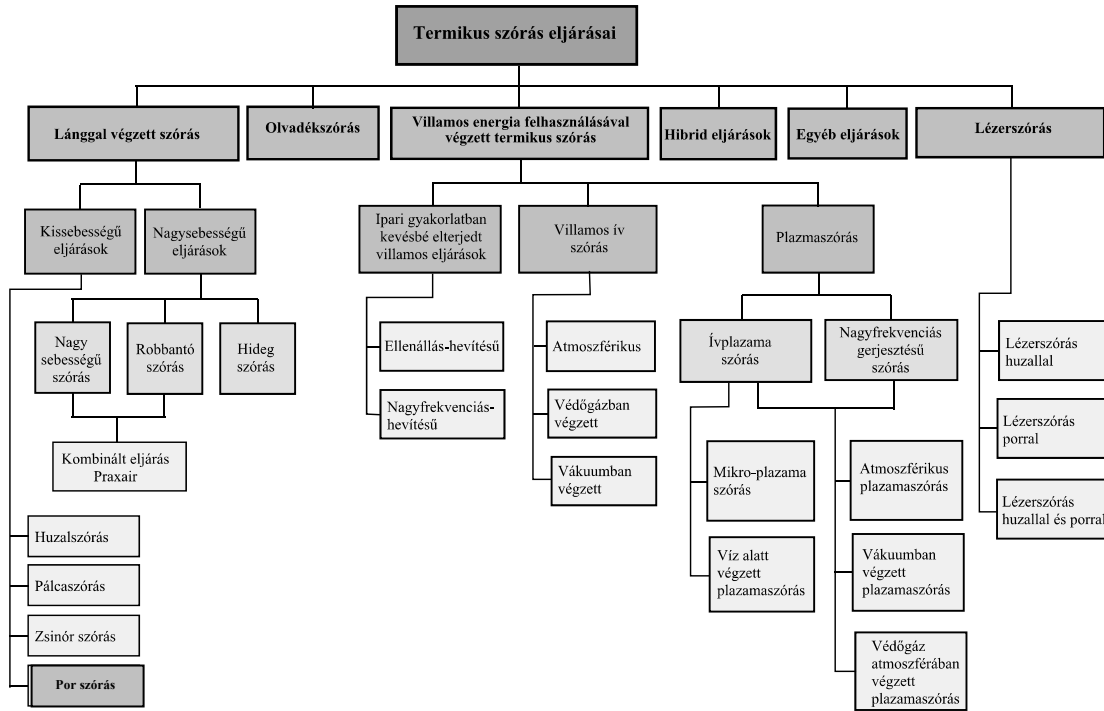 Termikus szórás eljárásai
Lánggal végzett szórás
Olvadékszórás
Villamos energia felhasználásával
végzett termikus szórás
Hibrid eljárások
Egyéb eljárások
Lézerszórás
Kissebességű
eljárások
Nagysebességű
eljárások
Ipari gyakorlatban
kevésbé elterjedt
villamos eljárások
Villamos ív
szórás
Plazmaszórás
Nagy
sebességű
szórás
Robbantó
szórás
Hideg
szórás
Kombinált eljárás
Praxair
Huzalszórás
Pálcaszórás
Zsinór szórás
Por szórás
Ellenállás-hevítésű
Nagyfrekvenciás-
hevítésű
Atmoszférikus
Védőgázban
végzett
Vákuumban
végzett
Ívplazama
szórás
Nagyfrekvenciás
gerjesztésű
szórás
Mikro-plazama
szórás
Víz alatt
végzett
plazamaszórás
Atmoszférikus
plazamaszórás
Vákuumban
végzett
plazamaszórás
Védőgáz
atmoszférában
végzett
plazamaszórás
Lézerszórás
huzallal
Lézerszórás
porral
Lézerszórás
huzallal és porral